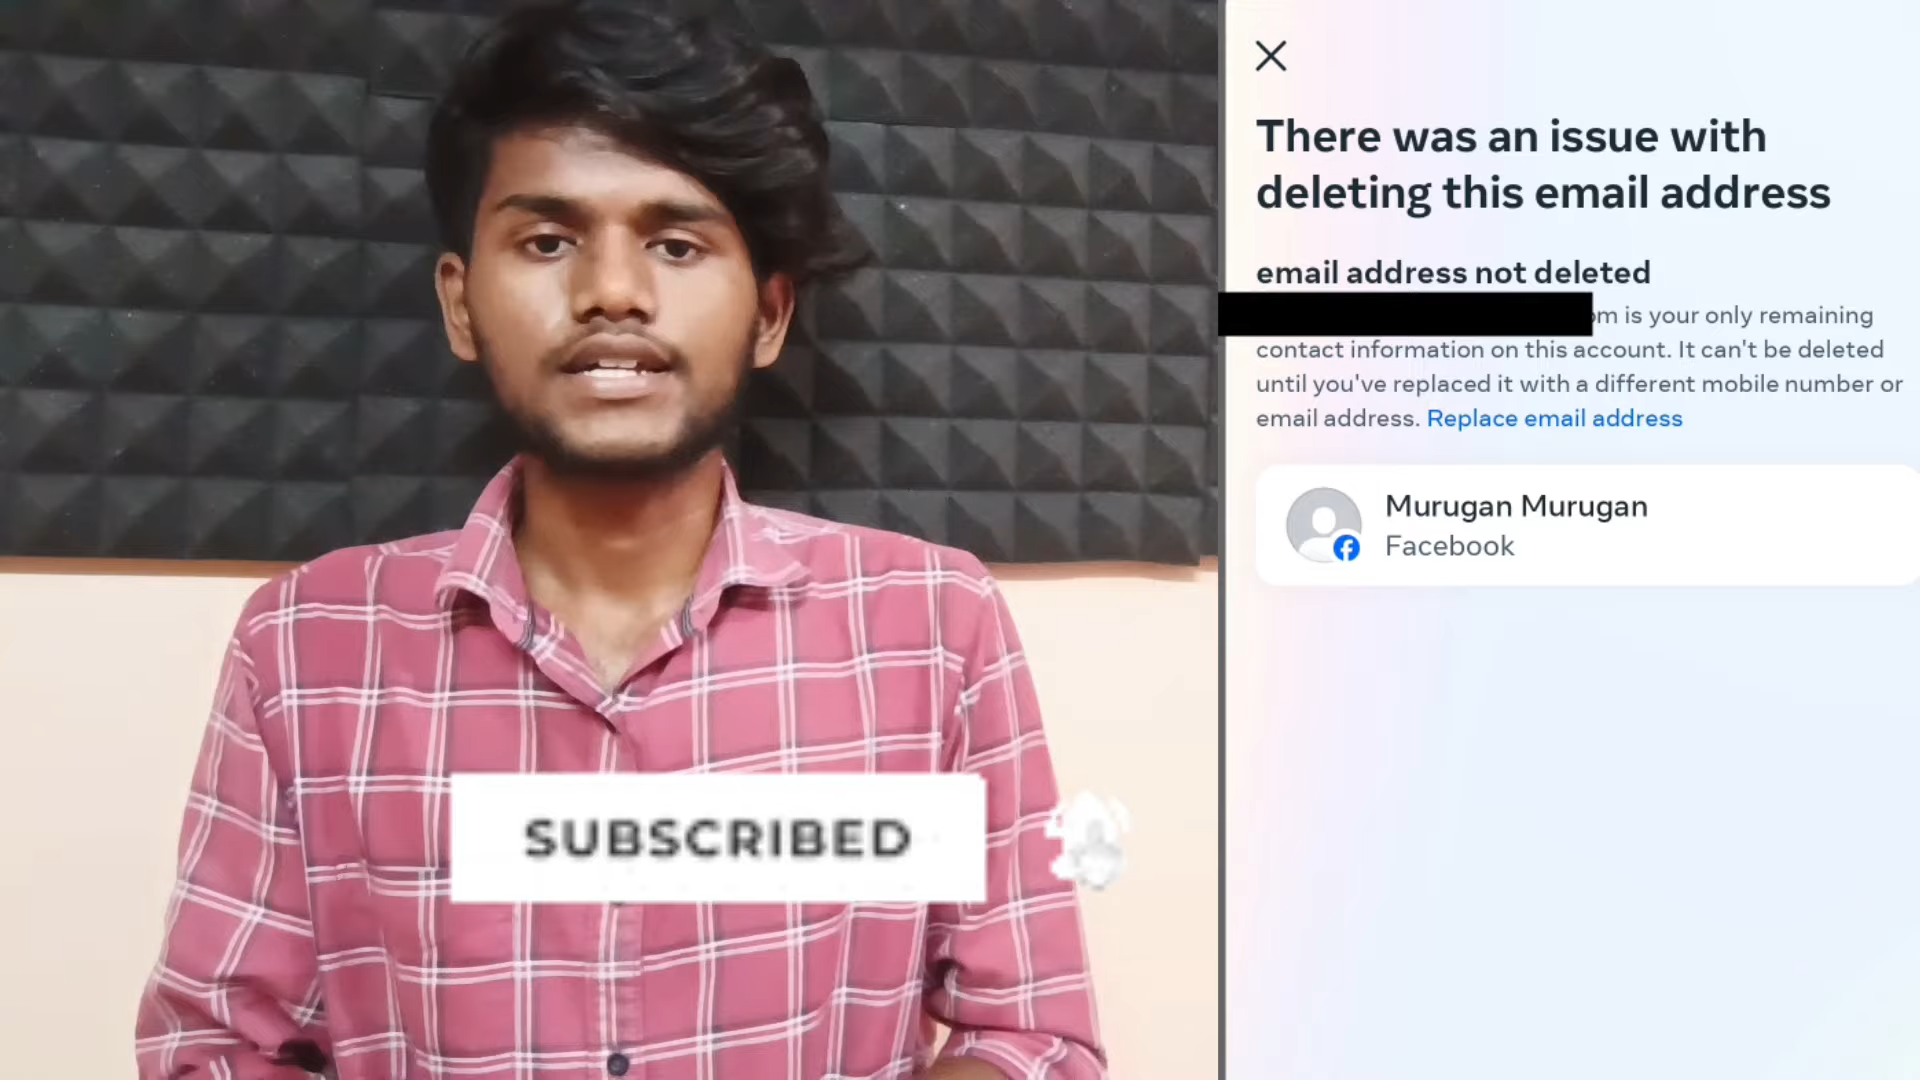 There was an issue with
deleting this email address
email address not deleted
om is your only remaining
contact information on this account. It can't be deleted
until you've replaced it with a different mobile number or
email address. Replace email address
Murugan Murugan
Facebook
SUBSCRIBED